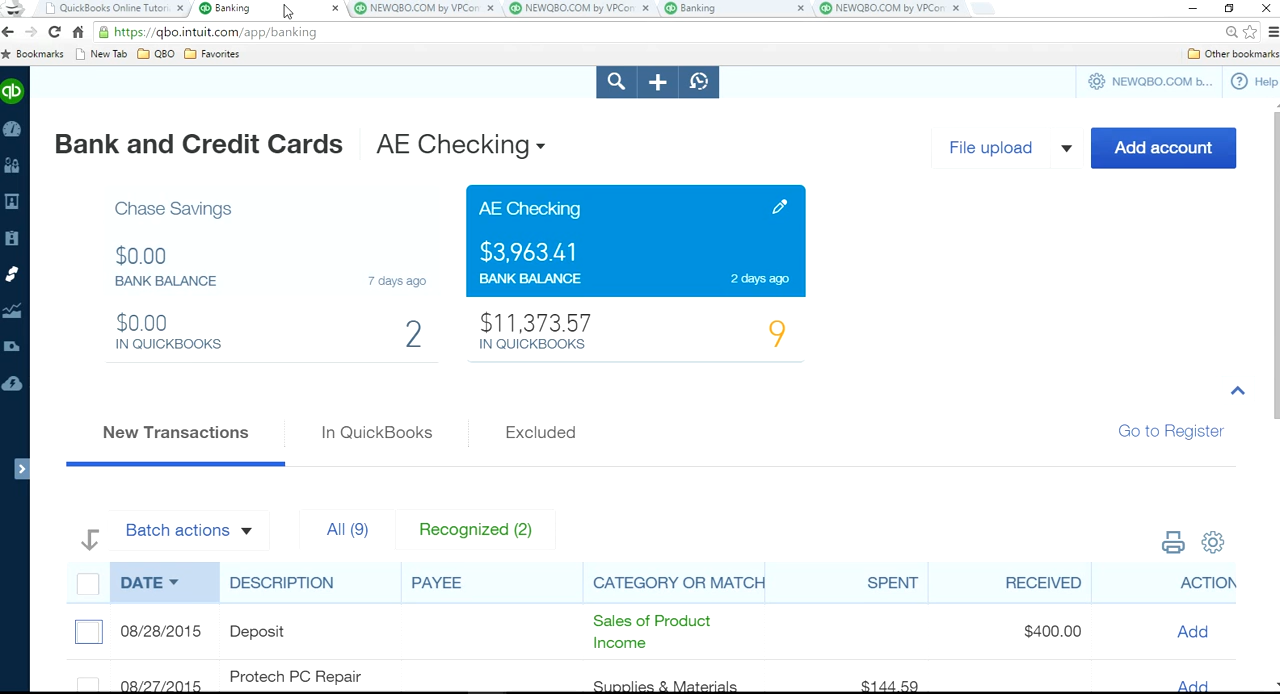 QuickBooks Online Tutori
Banking
NEWQBO.COM by VPCon
NEWQBO.COM by VPCon
Banking
NEWQBO.COM by VPCon
https://qbo.intuit.com/app/banking
Bookmarks New Tab QBO Favorites Other bookmarks
qb NEWQBO.COM b... Help
Bank and Credit Cards AE Checking File upload Add account
Chase Savings AE Checking
$0.00 $3,963.41
BANK BALANCE 7 days ago BANK BALANCE 2 days ago
$0.00 2 $11,373.57 9
IN QUICKBOOKS IN QUICKBOOKS
New Transactions In QuickBooks Excluded Go to Register
Batch actions All (9) Recognized (2)
DATE DESCRIPTION PAYEE CATEGORY OR MATCH SPENT RECEIVED ACTION
08/28/2015 Deposit Sales of Product $400.00 Add
Income
Protech PC Repair
08/27/2015 Supplies & Materials $144.59 Add